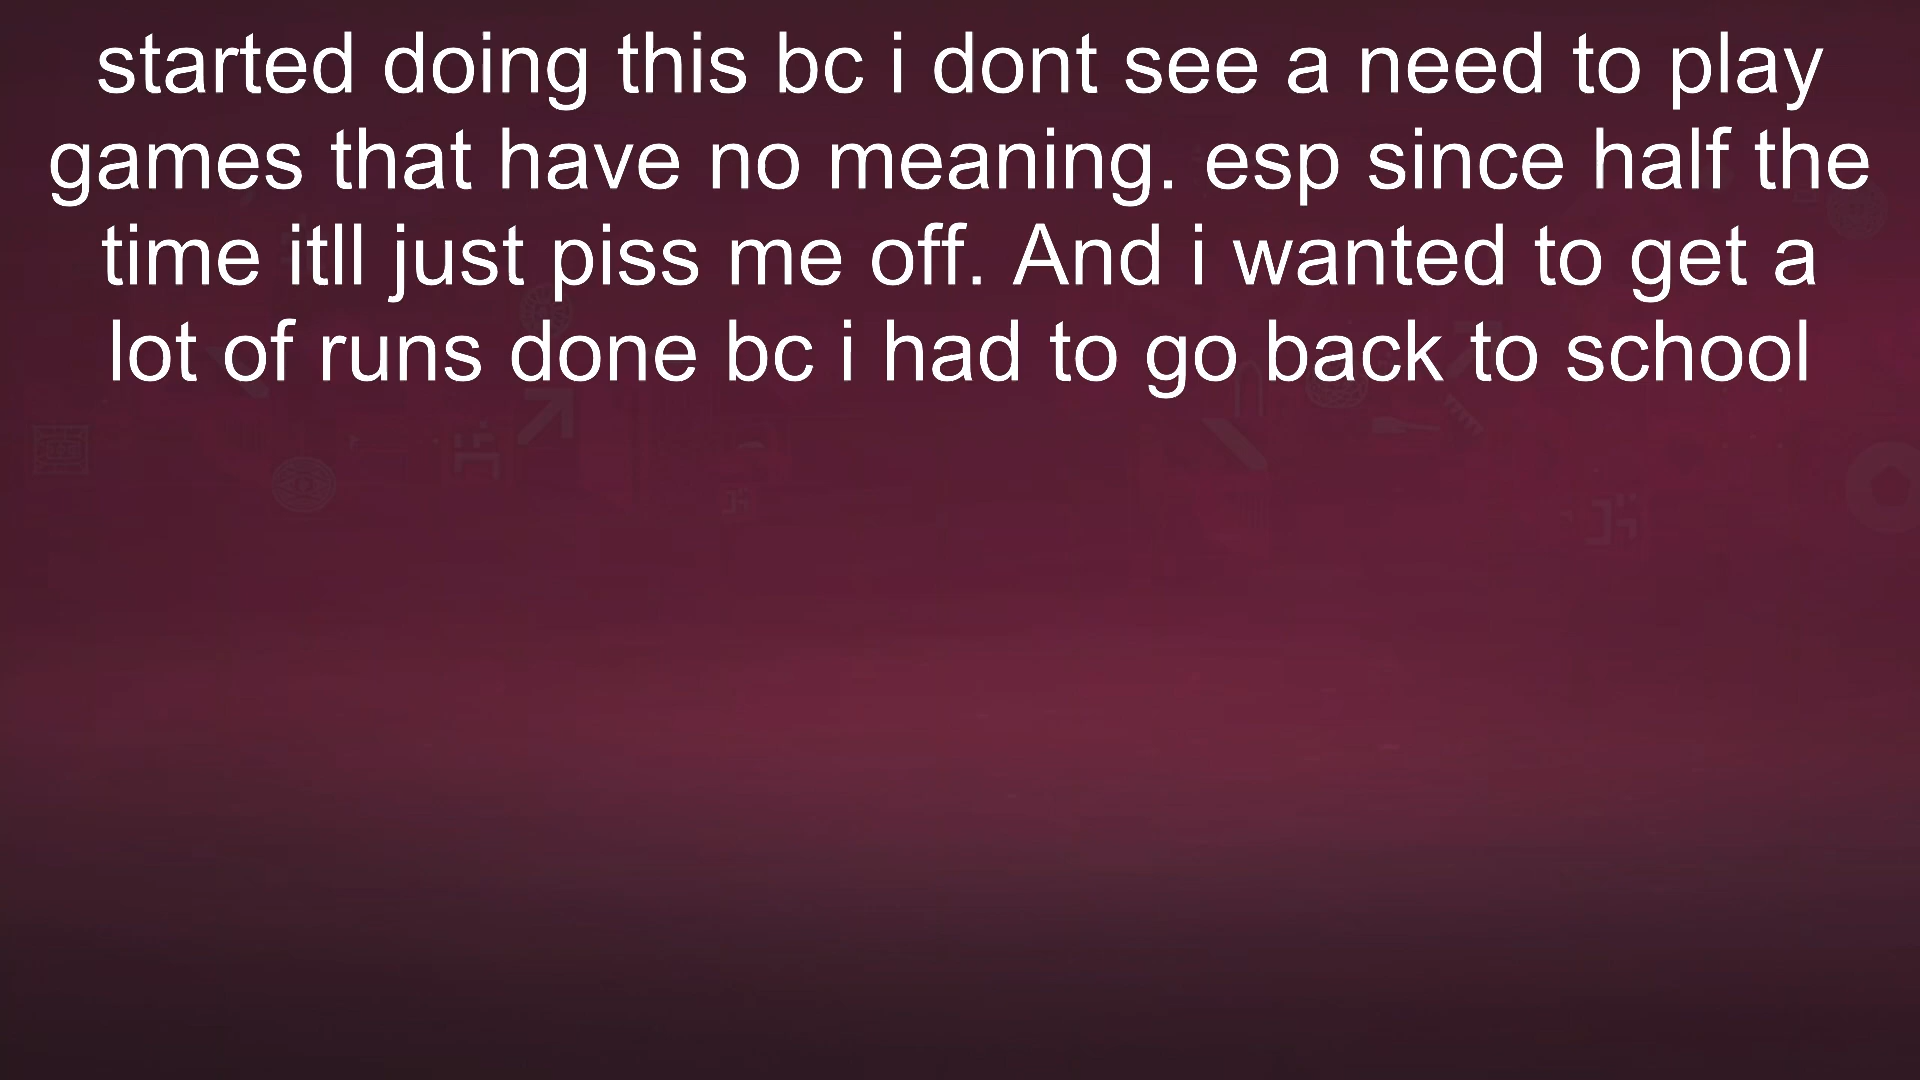 started doing this bc i dont see a need to play
games that have no meaning. esp since half the
time itll just piss me off. And i wanted to get a
lot of runs done bc i had to go back to school